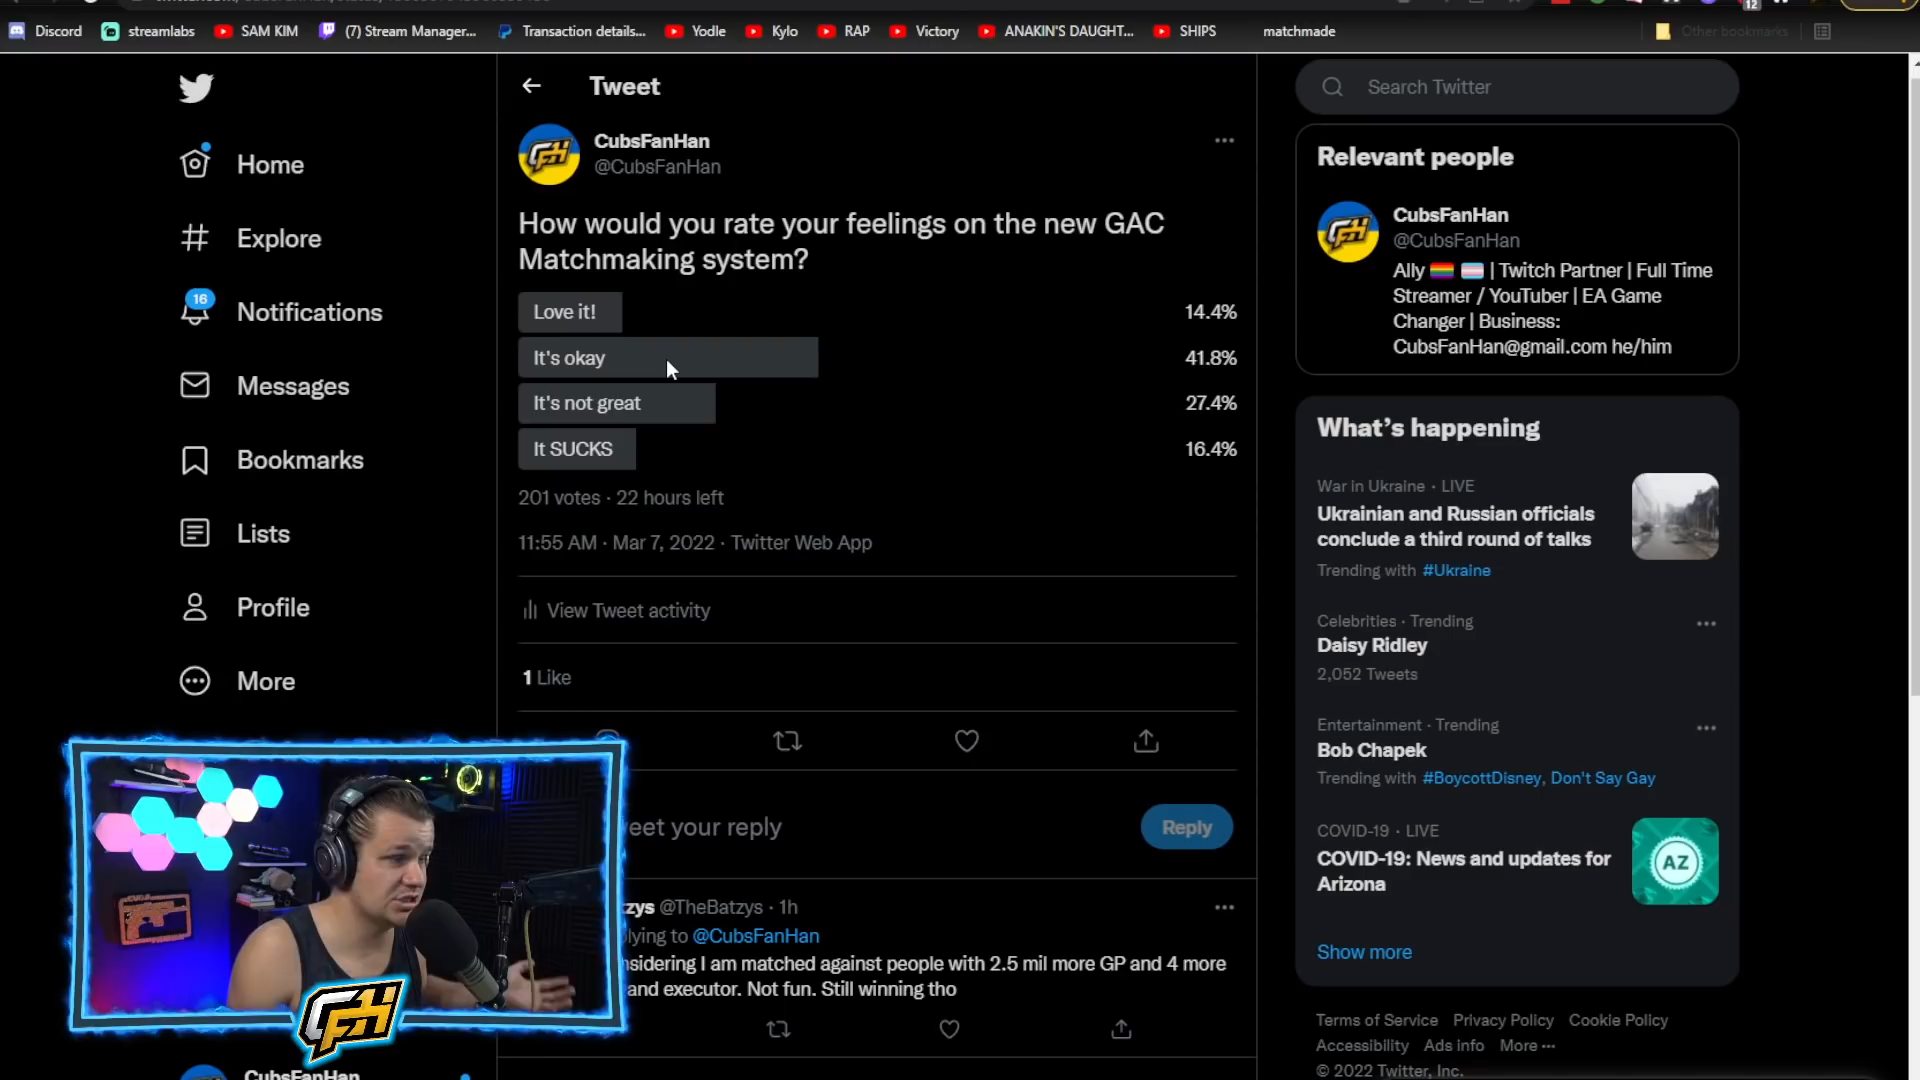 Discord
streamlabs
SAM KIM
(7) Stream Manager...
Transaction details...
Yodle
Kylo
RAP
Victory
ANAKIN'S DAUGHT...
SHIPS
matchmade
Other bookmarks
12
Home
Explore
16
Notifications
Messages
Bookmarks
Lists
Profile
More
CubsFanHan
Tweet
CFH
CubsFanHan
@CubsFanHan
How would you rate your feelings on the new GAC
Matchmaking system?
Love it! 14.4%
It's okay 41.8%
It's not great 27.4%
It SUCKS 16.4%
201 votes · 22 hours left
11:55 AM · Mar 7, 2022 · Twitter Web App
View Tweet activity
1 Like
eet your reply
Reply
tzys @TheBatzys · 1h
lying to @CubsFanHan
nsidering I am matched against people with 2.5 mil more GP and 4 more
and executor. Not fun. Still winning tho
CFH
Search Twitter
Relevant people
CFH
CubsFanHan
@CubsFanHan
Ally | Twitch Partner | Full Time
Streamer / YouTuber | EA Game
Changer | Business:
CubsFanHan@gmail.com he/him
What's happening
War in Ukraine · LIVE
Ukrainian and Russian officials
conclude a third round of talks
Trending with #Ukraine
Celebrities · Trending
Daisy Ridley
2,052 Tweets
Entertainment · Trending
Bob Chapek
Trending with #BoycottDisney, Don't Say Gay
COVID-19 · LIVE
COVID-19: News and updates for
Arizona
AZ
Show more
Terms of Service Privacy Policy Cookie Policy
Accessibility Ads info More ···
© 2022 Twitter, Inc.